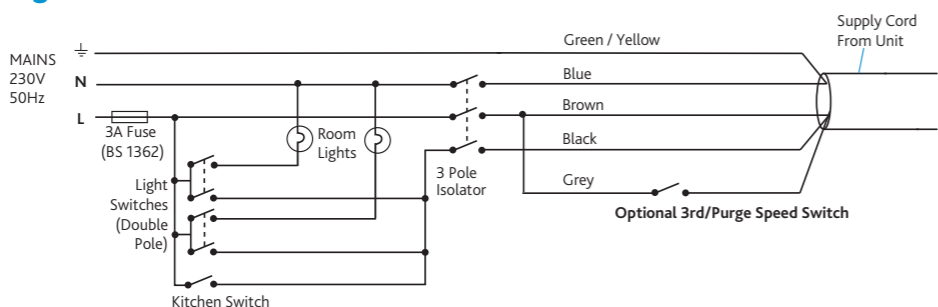 Supply Cord
From Unit
Green / Yellow
MAINS
230V
50Hz
N
Blue
L
Brown
3A Fuse
(BS 1362)
Room
Lights
Black
3 Pole
Isolator
Light
Switches
(Double
Pole)
Grey
Optional 3rd/Purge Speed Switch
Kitchen Switch